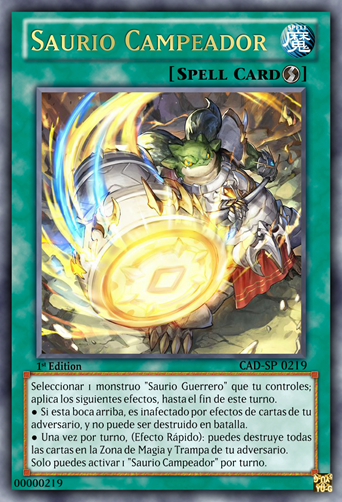 SAURIO CAMPEADOR
SPELL
魔
[SPELL CARD]
1st Edition
CAD-SP 0219
Seleccionar 1 monstruo "Saurio Guerrero" que tu controles;
aplica los siguientes efectos, hasta el fin de este turno.
● Si esta boca arriba, es inafectado por efectos de cartas de tu
adversario, y no puede ser destruido en batalla.
● Una vez por turno, (Efecto Rápido): puedes destruye todas
las cartas en la Zona de Magia y Trampa de tu adversario.
Solo puedes activar 1 "Saurio Campeador" por turno.
00000219